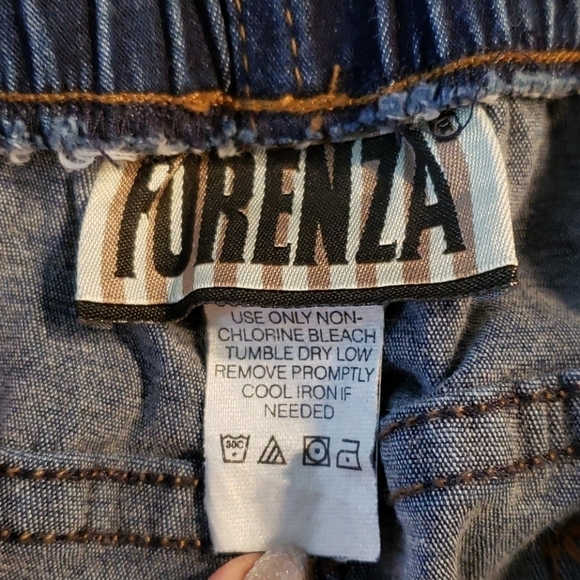 FORENZA
USE ONLY NON-
CHLORINE BLEACH
TUMBLE DRY LOW
REMOVE PROMPTLY
COOL IRON IF
NEEDED
30C